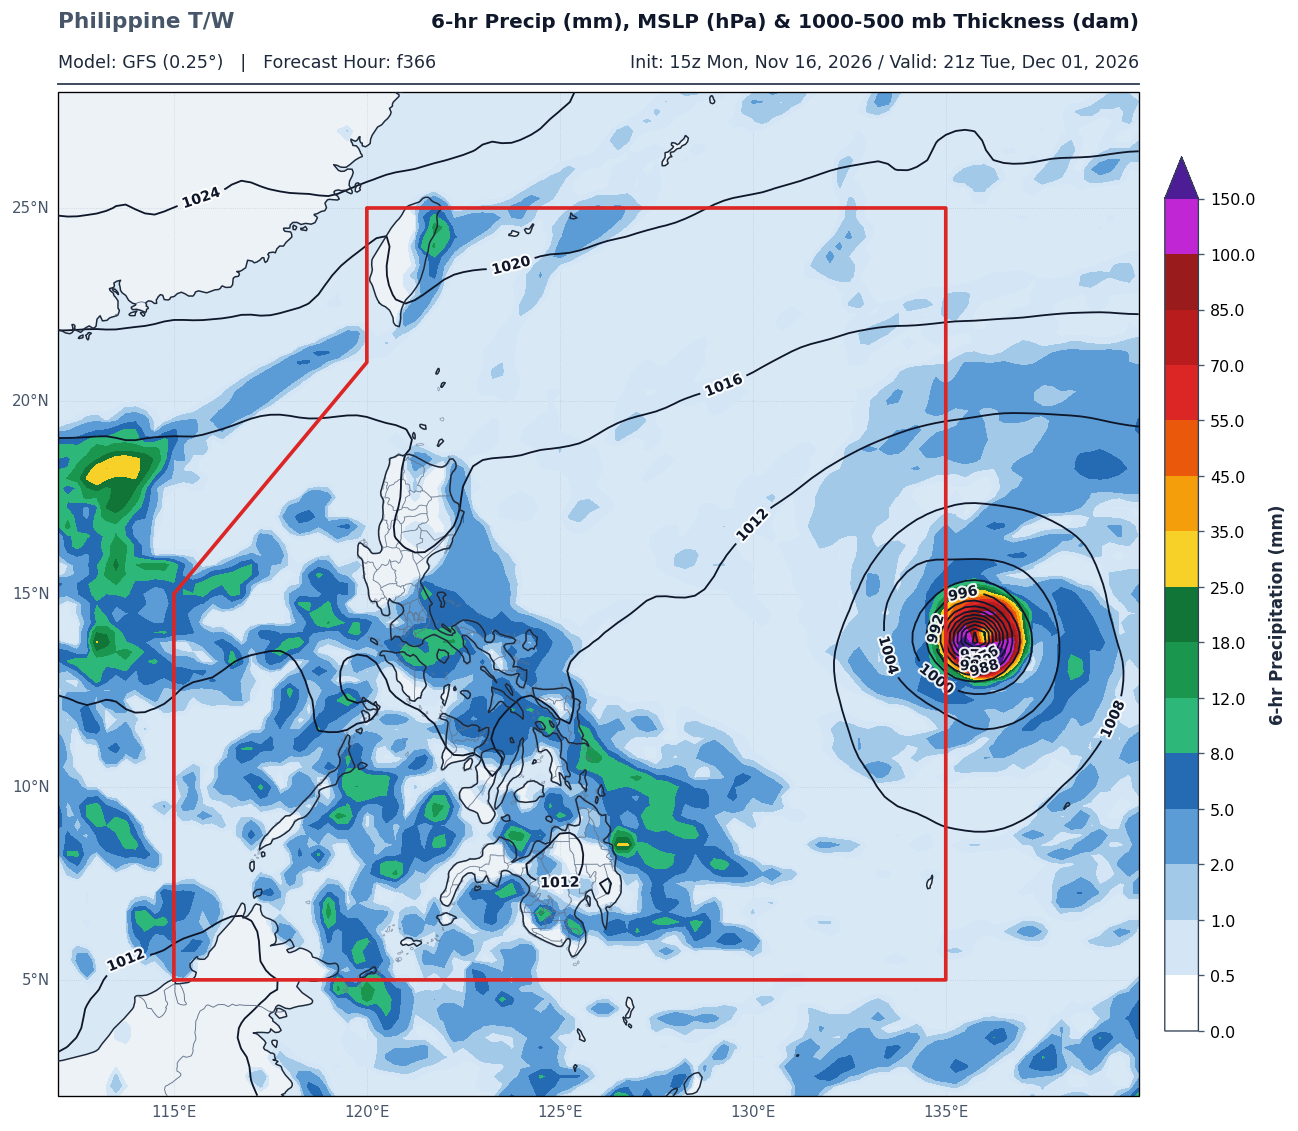 Philippine T/W
6-hr Precip (mm), MSLP (hPa) & 1000-500 mb Thickness (dam)
Model: GFS (0.25°) | Forecast Hour: f366
Init: 15z Mon, Nov 16, 2026 / Valid: 21z Tue, Dec 01, 2026
25°N
20°N
15°N
10°N
5°N
115°E
120°E
125°E
130°E
135°E
1024
1020
1016
1012
996
992
1004
988
1000
1008
1012
1012
150.0
100.0
85.0
70.0
55.0
45.0
35.0
25.0
18.0
12.0
8.0
5.0
2.0
1.0
0.5
0.0
6-hr Precipitation (mm)